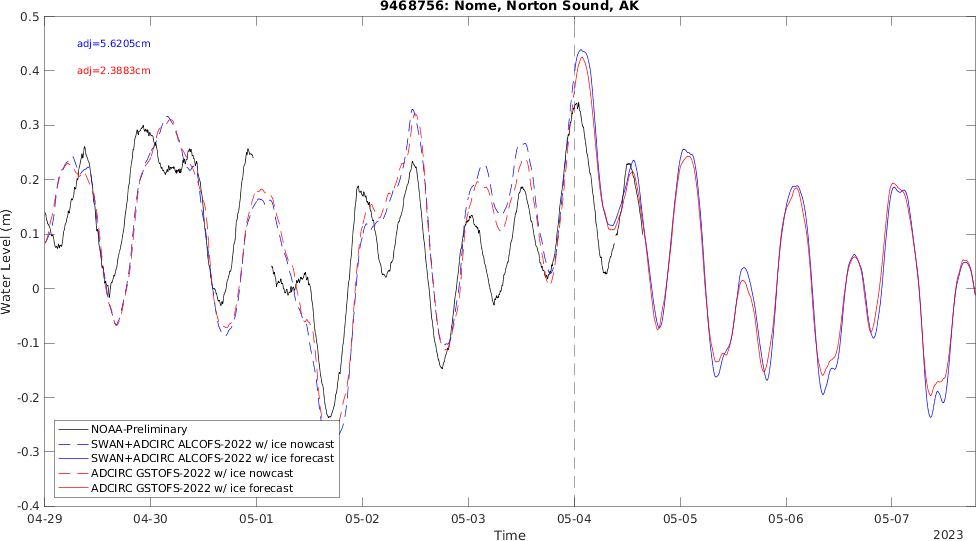 9468756: Nome, Norton Sound, AK
0.5
adj=5.6205cm
0.4
adj=2.3883cm
0.3
0.2
0.1
0
-0.1
-0.2
-0.3
-0.4
Water Level (m)
NOAA-Preliminary
SWAN+ADCIRC ALCOFS-2022 w/ ice nowcast
SWAN+ADCIRC ALCOFS-2022 w/ ice forecast
ADCIRC GSTOFS-2022 w/ ice nowcast
ADCIRC GSTOFS-2022 w/ ice forecast
04-29 04-30 05-01 05-02 05-03 05-04 05-05 05-06 05-07
Time
2023